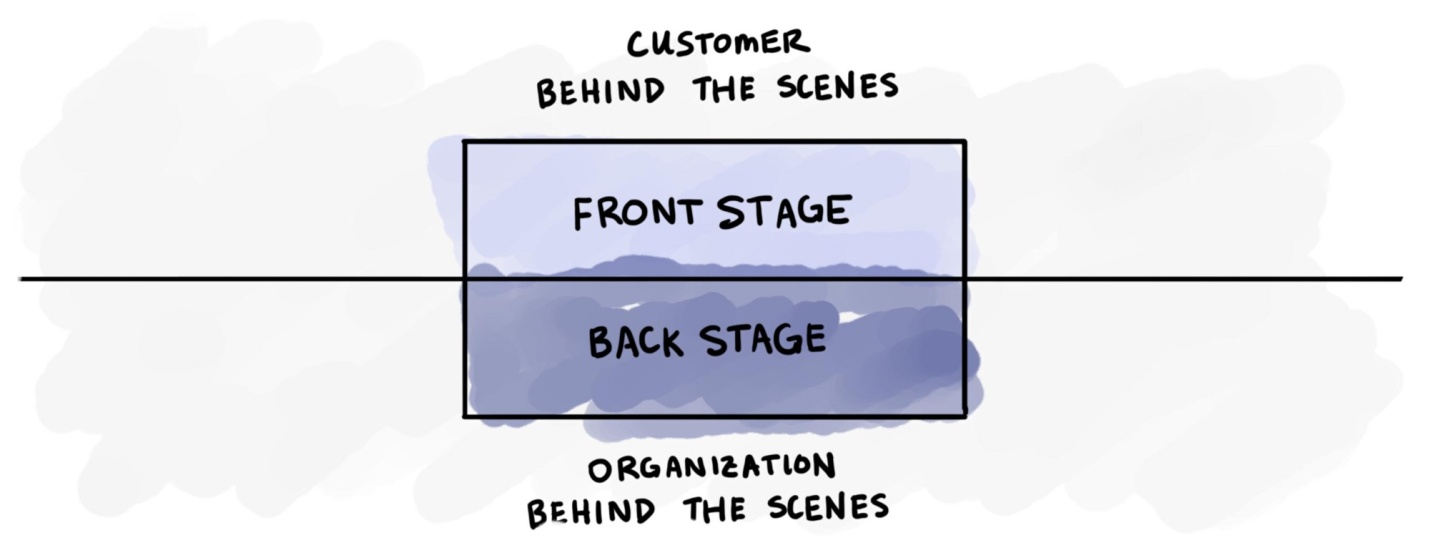 CUSTOMER
BEHIND THE SCENES
FRONT STAGE
BACK STAGE
ORGANIZATION
BEHIND THE SCENES